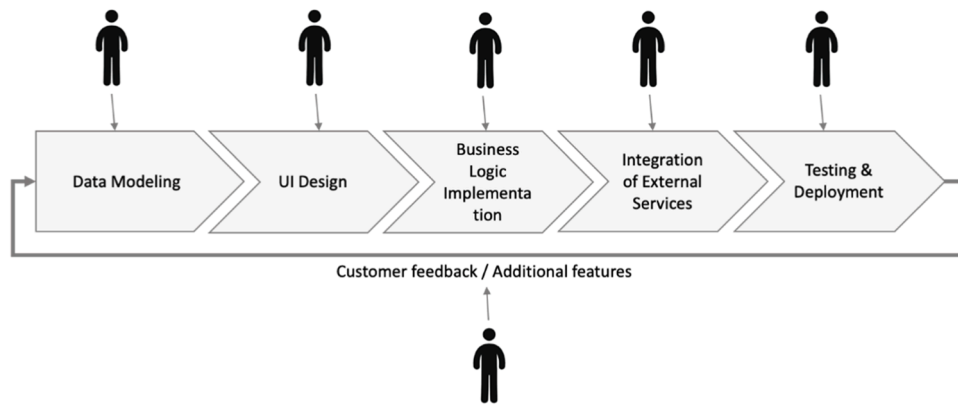 Data Modeling
UI Design
Business
Logic
Implementa
tion
Integration
of External
Services
Testing &
Deployment
Customer feedback / Additional features